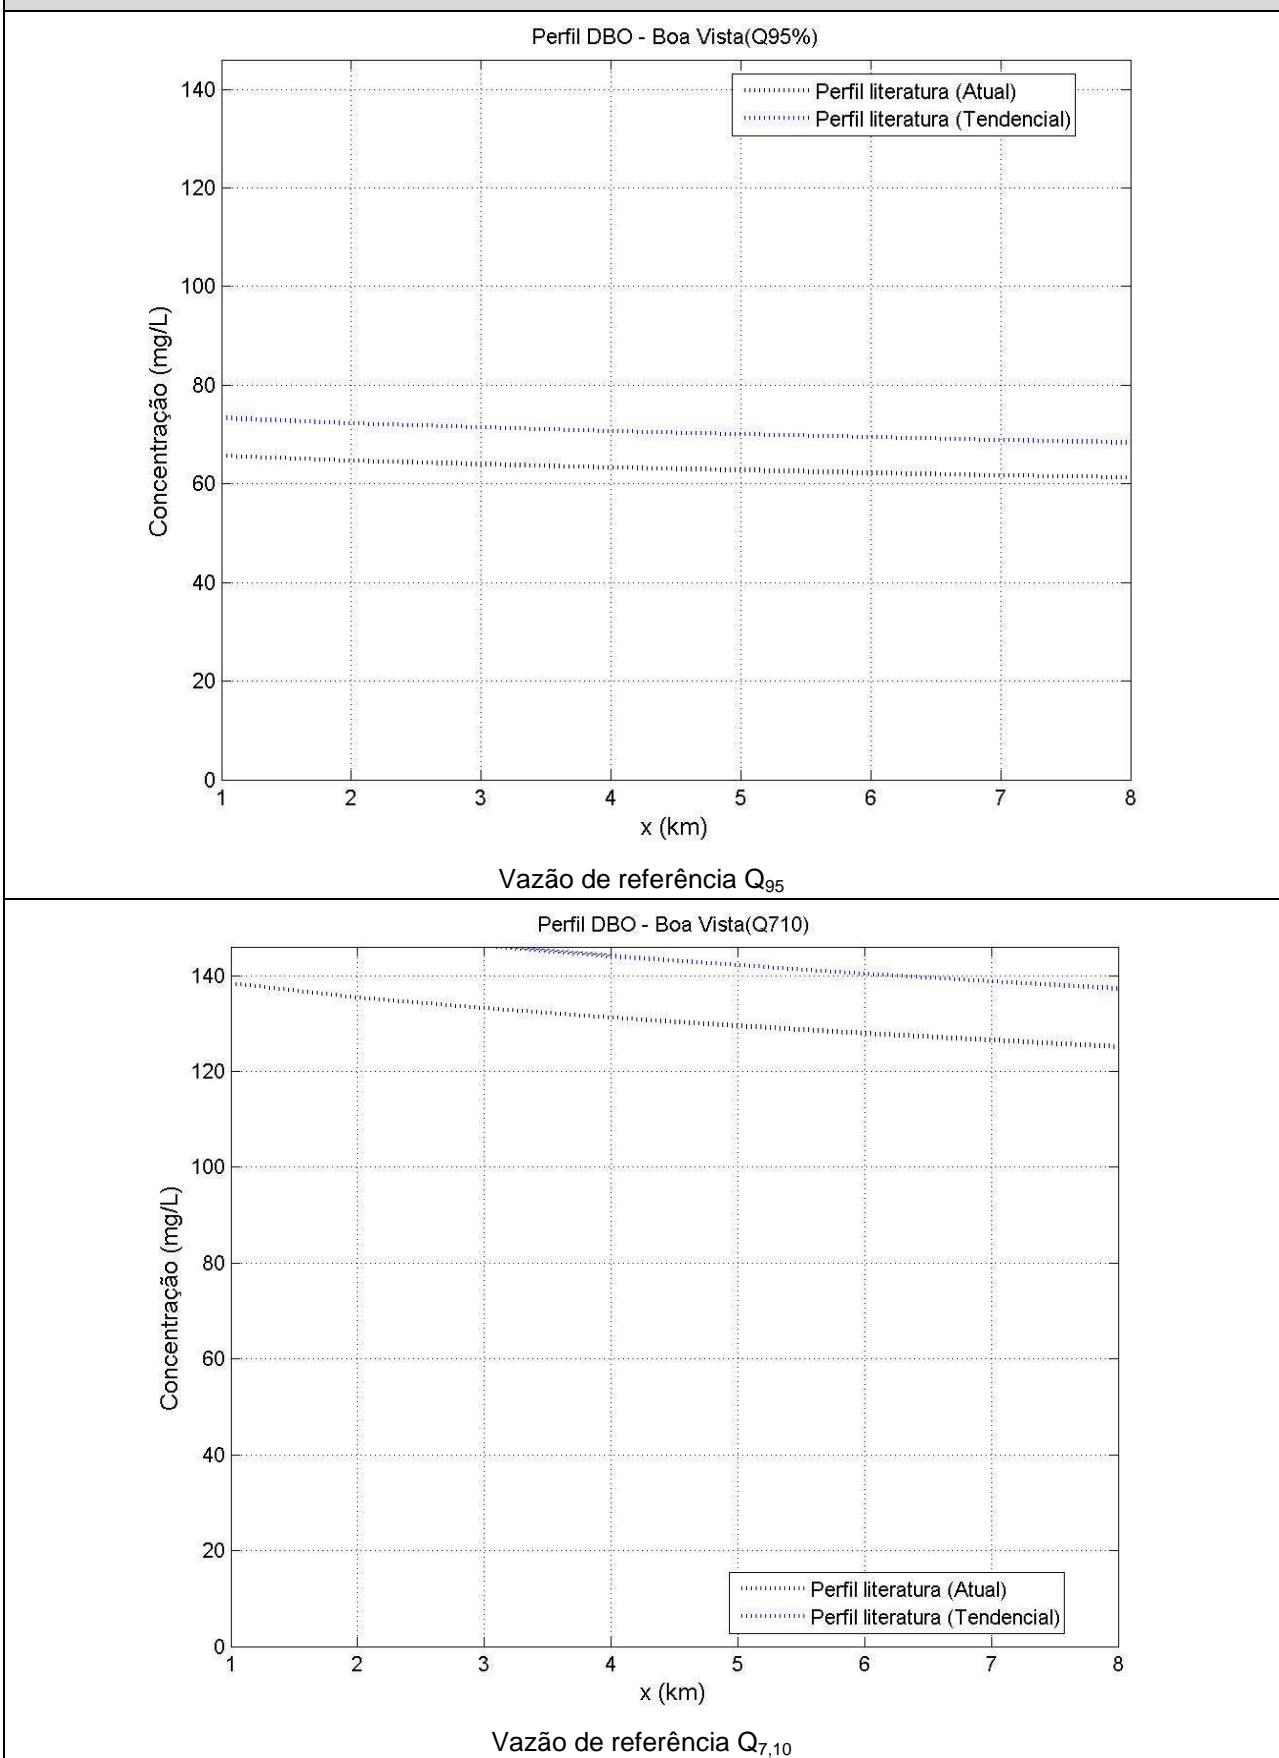 Perfil DBO - Boa Vista(Q95%)
140
120
100
80
60
40
20
0
Concentração (mg/L)
Perfil literatura (Atual)
Perfil literatura (Tendencial)
1 2 3 4 5 6 7 8
x (km)
Vazão de referência Q95
Perfil DBO - Boa Vista(Q710)
140
120
100
80
60
40
20
0
Concentração (mg/L)
Perfil literatura (Atual)
Perfil literatura (Tendencial)
1 2 3 4 5 6 7 8
x (km)
Vazão de referência Q7,10